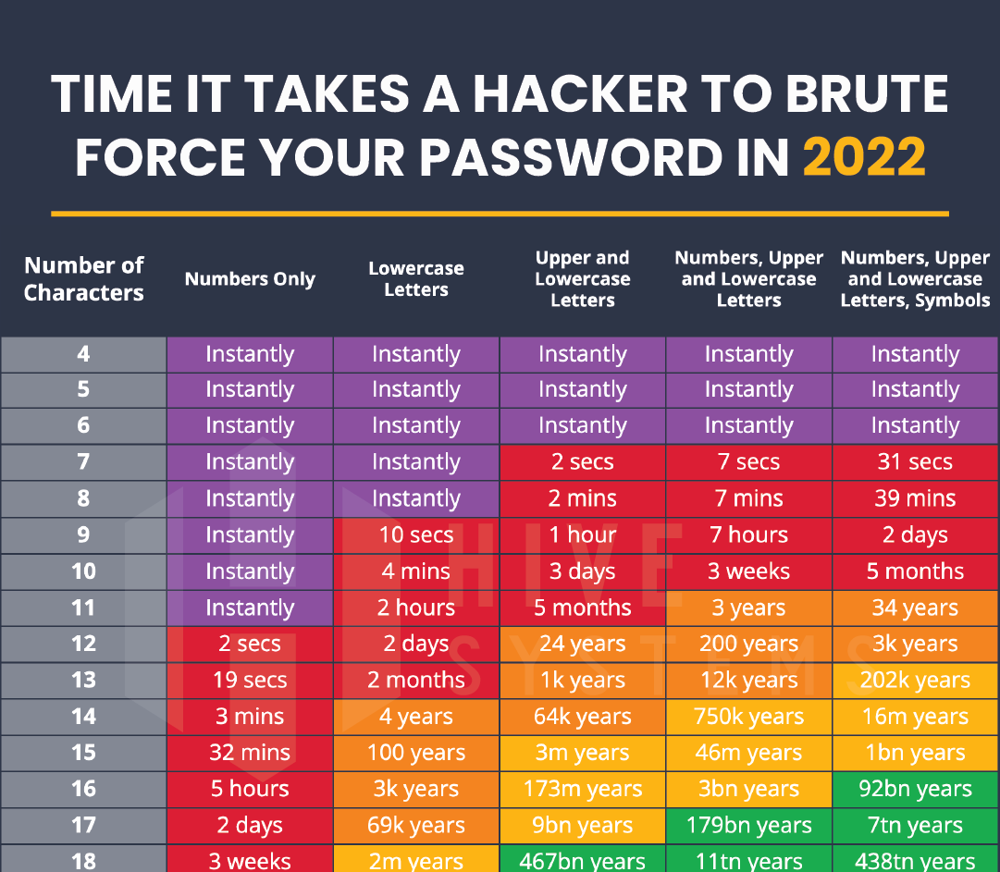 TIME IT TAKES A HACKER TO BRUTE
FORCE YOUR PASSWORD IN 2022
Number of Characters | Numbers Only | Lowercase Letters | Upper and Lowercase Letters | Numbers, Upper and Lowercase Letters | Numbers, Upper and Lowercase Letters, Symbols
4 Instantly Instantly Instantly Instantly Instantly
5 Instantly Instantly Instantly Instantly Instantly
6 Instantly Instantly Instantly Instantly Instantly
7 Instantly Instantly 2 secs 7 secs 31 secs
8 Instantly Instantly 2 mins 7 mins 39 mins
9 Instantly 10 secs 1 hour 7 hours 2 days
10 Instantly 4 mins 3 days 3 weeks 5 months
11 Instantly 2 hours 5 months 3 years 34 years
12 2 secs 2 days 24 years 200 years 3k years
13 19 secs 2 months 1k years 12k years 202k years
14 3 mins 4 years 64k years 750k years 16m years
15 32 mins 100 years 3m years 46m years 1bn years
16 5 hours 3k years 173m years 3bn years 92bn years
17 2 days 69k years 9bn years 179bn years 7tn years
18 3 weeks 2m years 467bn years 11tn years 438tn years
HIVE
SYSTEMS